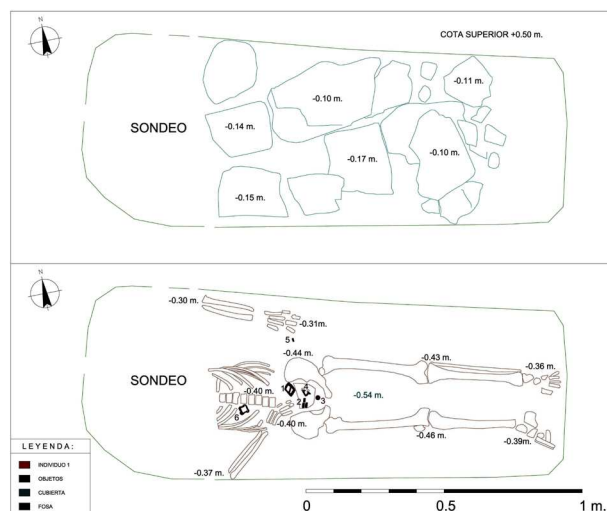 N
COTA SUPERIOR +0.50 m.
-0.11 m.
-0.10 m.
SONDEO
-0.14 m.
-0.17 m.
-0.10 m.
-0.15 m.
N
-0.30 m.
-0.31m.
5
-0.44 m.
-0.43 m.
-0.36 m.
SONDEO
-0.40 m.
1
4
2
3
-0.54 m.
6
-0.40 m.
-0.46 m.
-0.39m.
-0.37 m.
LEYENDA:
INDIVIDUO 1
OBJETOS
CUBIERTA
FOSA
0
0.5
1 m.